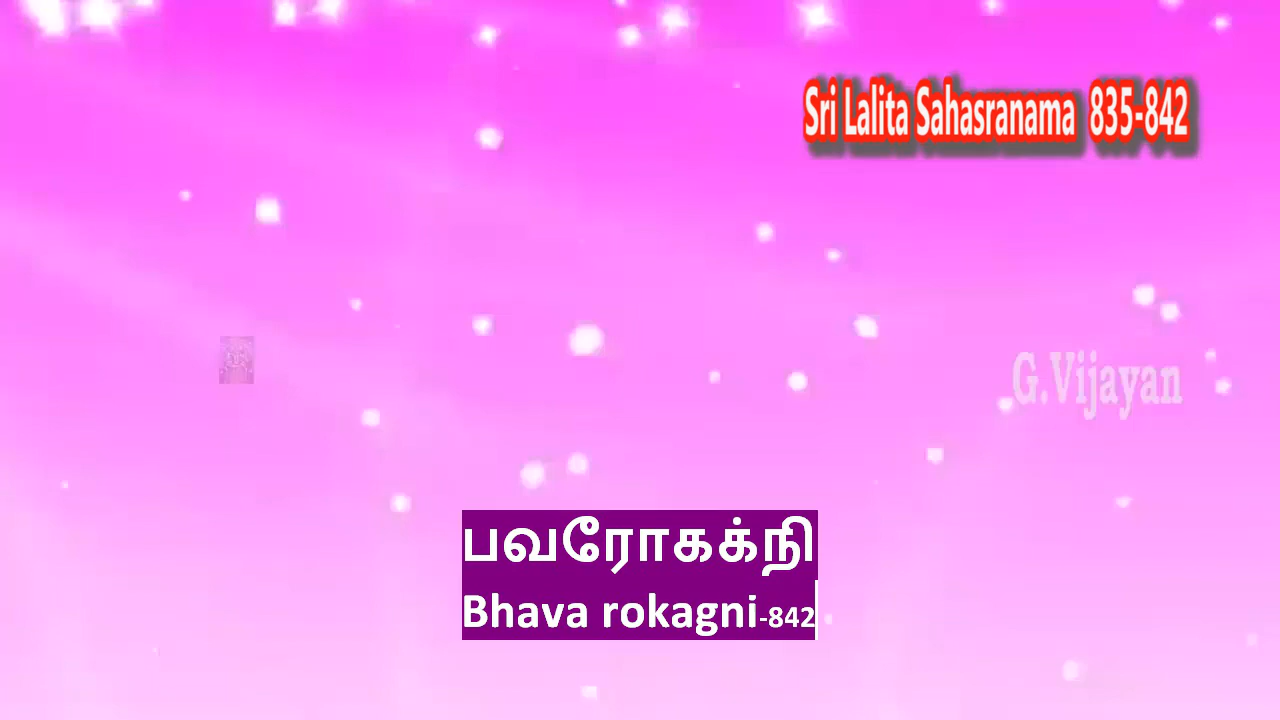 Sri Lalita Sahasranama 835-842
G.Vijayan
பவரோகக்நி
Bhava rokagni-842